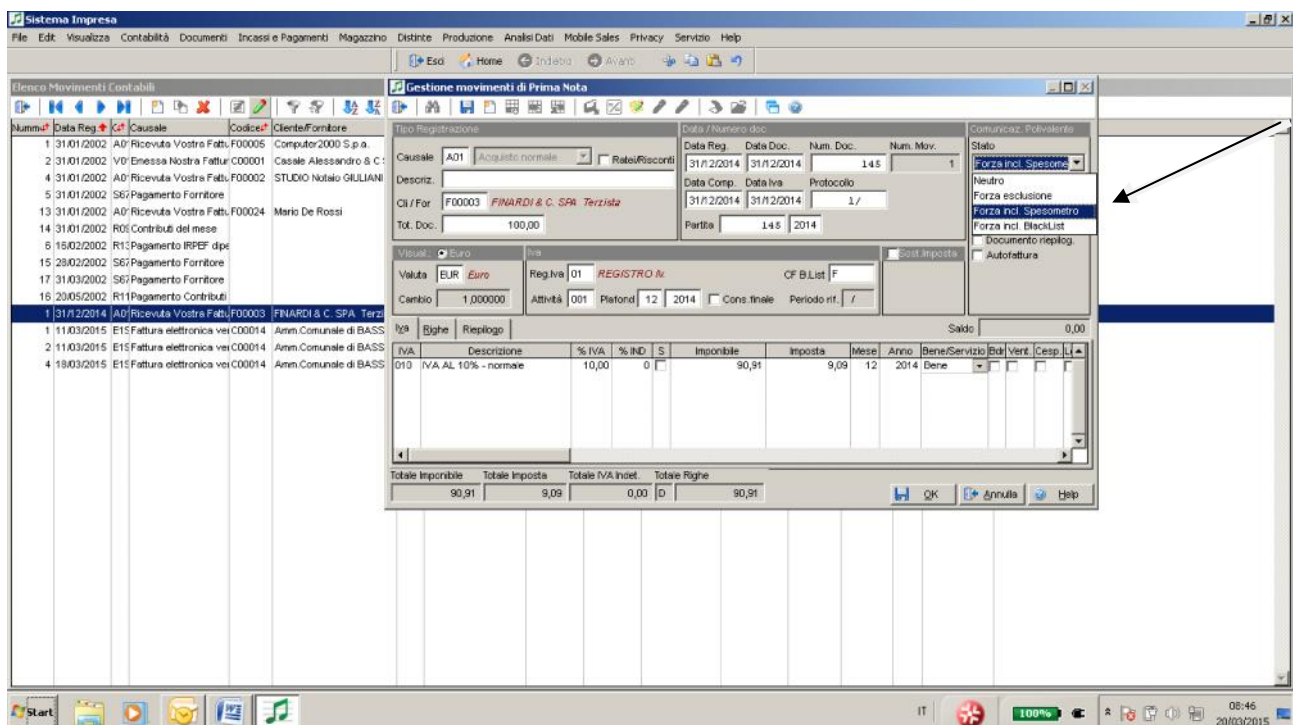 Sistema Impresa
File Edit Visualizza Contabilità Documenti Incassi e Pagamenti Magazzino Distinte Produzione Analisi Dati Mobile Sales Privacy Servizio Help
Esci Home Indietro Avanti
Elenco Movimenti Contabili
Numm Data Reg. Ca Causale Codice Cliente/Fornitore
1 31/01/2002 A0 Ricevuta Vostra Fattu F00005 Computer2000 S.p.a.
2 31/01/2002 V0 Emessa Nostra Fattur C00001 Casale Alessandro & C
4 31/01/2002 A0 Ricevuta Vostra Fattu F00002 STUDIO Notaio GIULIANI
5 31/01/2002 S67 Pagamento Fornitore
13 31/01/2002 A0 Ricevuta Vostra Fattu F00024 Mario De Rossi
14 31/01/2002 R09 Contributi del mese
6 16/02/2002 R13 Pagamento IRPEF dipe
15 28/02/2002 S67 Pagamento Fornitore
17 31/03/2002 S67 Pagamento Fornitore
16 20/05/2002 R11 Pagamento Contributi
1 31/12/2014 A0 Ricevuta Vostra Fattu F00003 FINARDI & C. SPA Terzi
1 11/03/2015 E15 Fattura elettronica ver C00014 Amm.Comunale di BASS
2 11/03/2015 E15 Fattura elettronica ver C00014 Amm.Comunale di BASS
4 18/03/2015 E15 Fattura elettronica ver C00014 Amm.Comunale di BASS
Gestione movimenti di Prima Nota
Tipo Registrazione
Causale A01 Acquisto normale Ratei/Risconti
Descriz.
Cli / For F00003 FINARDI & C. SPA Terzista
Tot. Doc. 100,00
Data / Numero doc
Data Reg. Data Doc. Num. Doc. Num. Mov.
31/12/2014 31/12/2014 145 1
Data Comp. Data Iva Protocollo
31/12/2014 31/12/2014 1/
Partita 145 2014
Comunicaz. Polivalente
Stato
Forza incl. Spesome
Neutro
Forza esclusione
Forza incl. Spesometro
Forza incl. BlackList
Documento riepilog.
Autofattura
Visual.: Euro
Valuta EUR Euro
Cambio 1,000000
Iva
Reg.Iva 01 REGISTRO IV. CF B.List F
Attività 001 Plafond 12 2014 Cons.finale Periodo rif. /
Sost.imposta
Iva Righe Riepilogo Saldo 0,00
IVA Descrizione % IVA % IND S Imponibile Imposta Mese Anno Bene/Servizio Bdr Vent. Cesp. L
010 IVA AL 10% - normale 10,00 0 90,91 9,09 12 2014 Bene
Totale Imponibile Totale Imposta Totale IVA Indet. Totale Righe
90,91 9,09 0,00 D 90,91
OK Annulla Help
Start IT 100% 08:46
20/03/2015